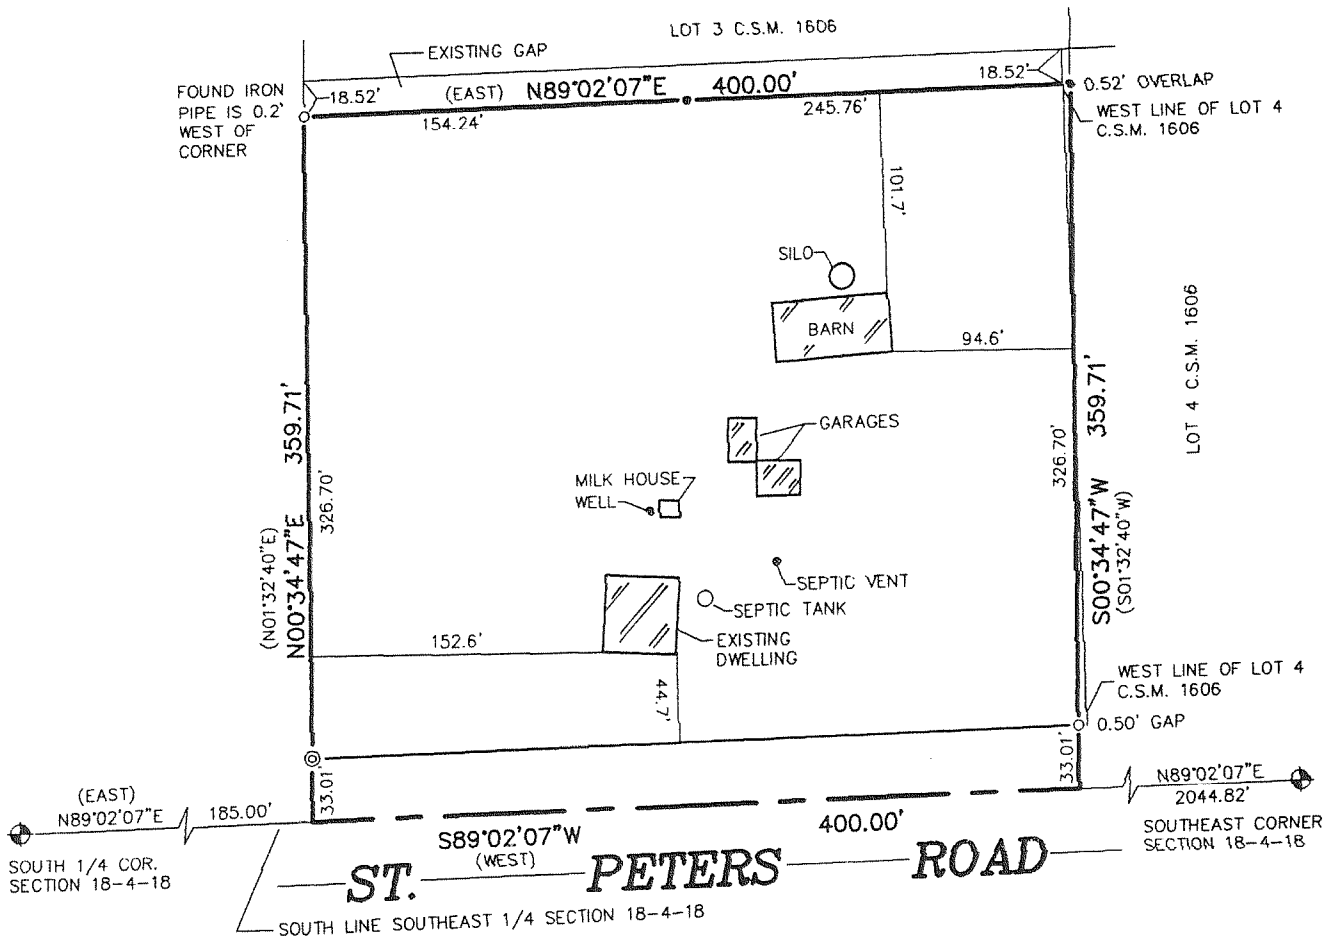 LOT 3 C.S.M. 1606
EXISTING GAP
FOUND IRON
PIPE IS 0.2'
WEST OF
CORNER
18.52'
(EAST) N89°02'07"E 400.00'
18.52'
0.52' OVERLAP
WEST LINE OF LOT 4
C.S.M. 1606
154.24'
245.76'
101.7'
SILO
BARN
94.6'
LOT 4 C.S.M. 1606
359.71'
326.70'
N00°34'47"E
(N01°32'40"E)
359.71'
326.70'
S00°34'47"W
(S01°32'40"W)
GARAGES
MILK HOUSE
WELL
SEPTIC VENT
SEPTIC TANK
EXISTING
DWELLING
152.6'
44.7'
WEST LINE OF LOT 4
C.S.M. 1606
0.50' GAP
33.01'
33.01'
(EAST)
N89°02'07"E
185.00'
N89°02'07"E
2044.82'
SOUTH 1/4 COR.
SECTION 18-4-18
S89°02'07"W
(WEST)
400.00'
SOUTHEAST CORNER
SECTION 18-4-18
ST. PETERS ROAD
SOUTH LINE SOUTHEAST 1/4 SECTION 18-4-18